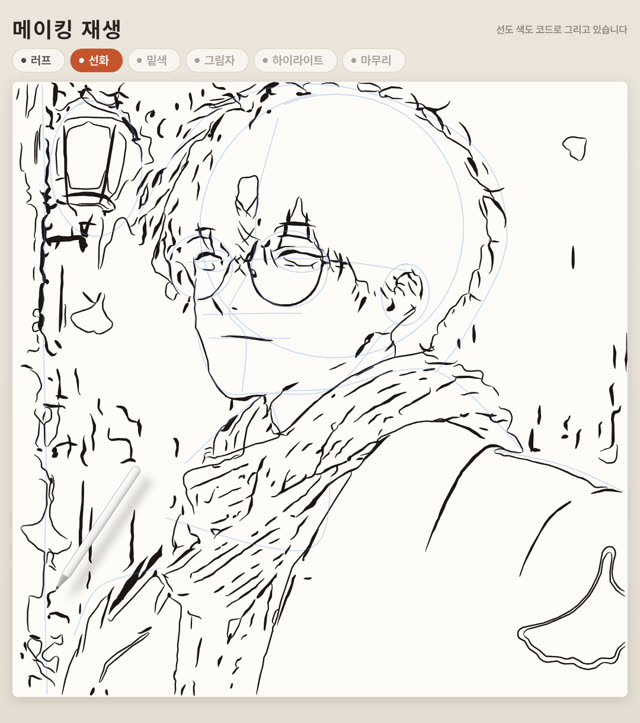 메이킹 재생
선도 색도 코드로 그리고 있습니다
러프 선화 밑색 그림자 하이라이트 마무리